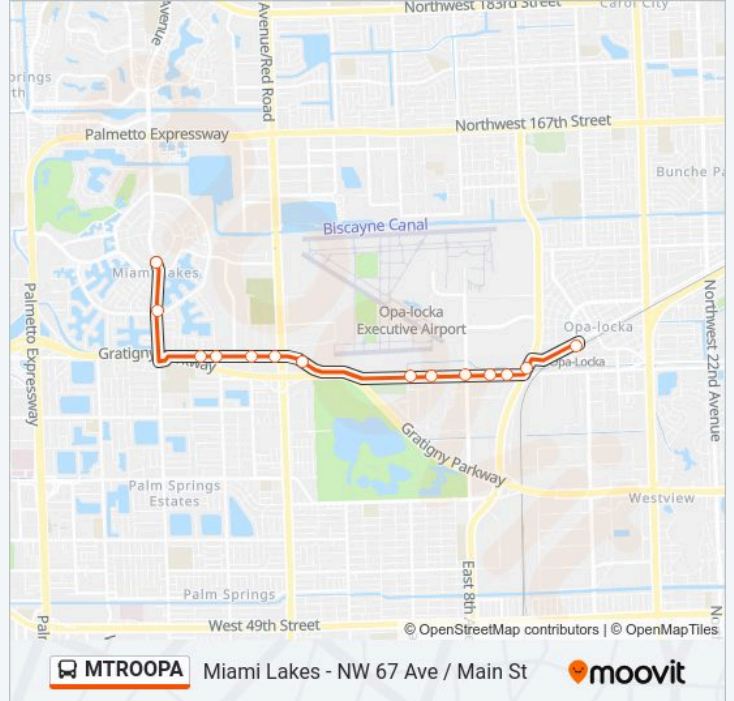 Northwest 183rd Street
Carol City
Avenue
Avenue/Red Road
Palmetto Expressway
Northwest 167th Street
Biscayne Canal
Miami Lakes
Opa-locka
Executive Airport
Opa-locka
Opa-Locka
Gratigny Parkway
Palmetto Expressway
Northwest 22nd Avenue
Gratigny Parkway
Palm Springs
Estates
Westview
Palm Springs
East 8th A
West 49th Street
© OpenStreetMap contributors | © OpenMapTiles
MTROOPA
Miami Lakes - NW 67 Ave / Main St
moovit